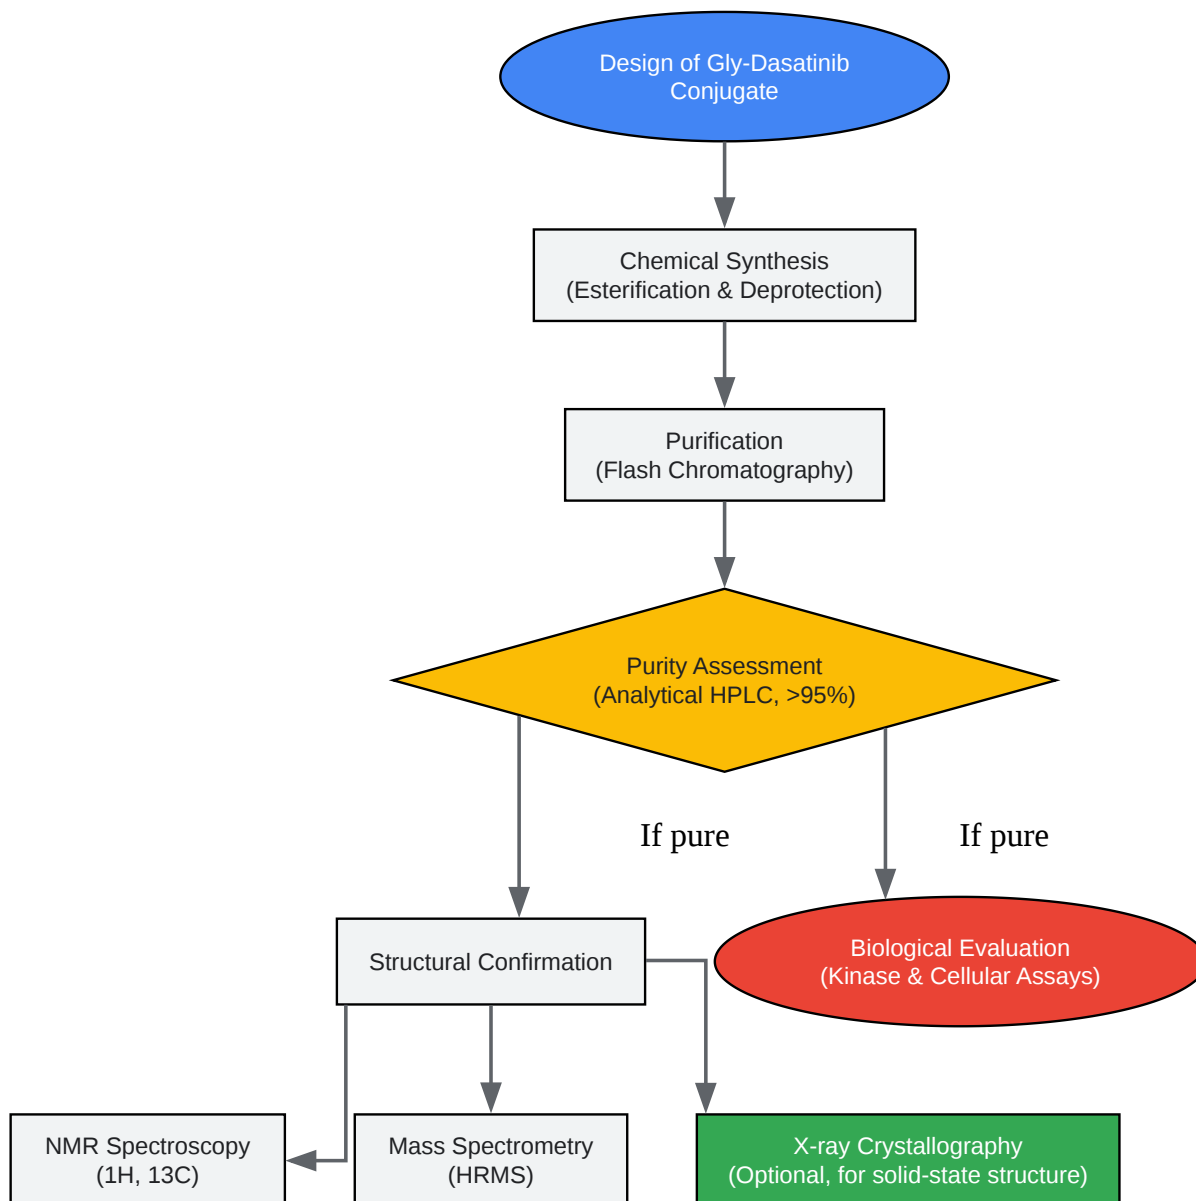 Design of Gly-Dasatinib
Conjugate
Chemical Synthesis
(Esterification & Deprotection)
Purification
(Flash Chromatography)
Purity Assessment
(Analytical HPLC, >95%)
If pure
If pure
Structural Confirmation
Biological Evaluation
(Kinase & Cellular Assays)
NMR Spectroscopy
(1H, 13C)
Mass Spectrometry
(HRMS)
X-ray Crystallography
(Optional, for solid-state structure)